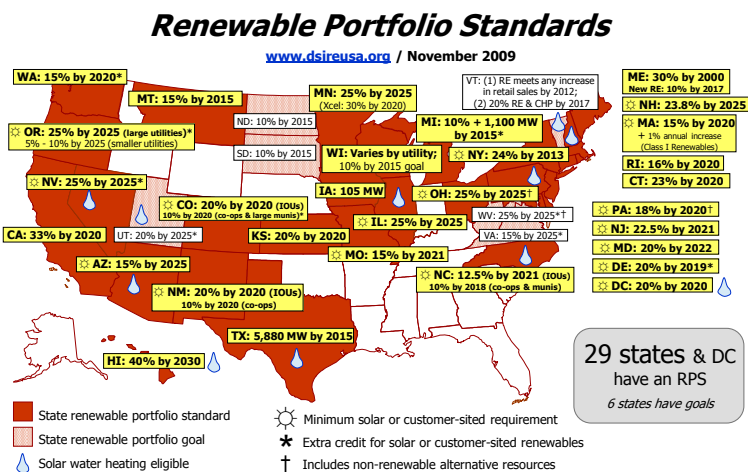 Renewable Portfolio Standards
www.dsireusa.org / November 2009
WA: 15% by 2020*
MT: 15% by 2015
MN: 25% by 2025
(Xcel: 30% by 2020)
VT: (1) RE meets any increase
in retail sales by 2012;
(2) 20% RE & CHP by 2017
ME: 30% by 2000
New RE: 10% by 2017
☼ NH: 23.8% by 2025
☼ MA: 15% by 2020
+ 1% annual increase
(Class I Renewables)
RI: 16% by 2020
CT: 23% by 2020
ND: 10% by 2015
☼ OR: 25% by 2025 (large utilities)*
5% - 10% by 2025 (smaller utilities)
MI: 10% + 1,100 MW
by 2015*
SD: 10% by 2015
WI: Varies by utility;
10% by 2015 goal
☼ NY: 24% by 2013
☼ NV: 25% by 2025*
☼ CO: 20% by 2020 (IOUs)
10% by 2020 (co-ops & large munis)*
IA: 105 MW
☼ OH: 25% by 2025†
☼ IL: 25% by 2025
WV: 25% by 2025*†
☼ PA: 18% by 2020†
☼ NJ: 22.5% by 2021
☼ MD: 20% by 2022
☼ DE: 20% by 2019*
☼ DC: 20% by 2020
CA: 33% by 2020
UT: 20% by 2025*
KS: 20% by 2020
VA: 15% by 2025*
☼ MO: 15% by 2021
☼ AZ: 15% by 2025
☼ NC: 12.5% by 2021 (IOUs)
10% by 2018 (co-ops & munis)
☼ NM: 20% by 2020 (IOUs)
10% by 2020 (co-ops)
TX: 5,880 MW by 2015
HI: 40% by 2030
29 states & DC
have an RPS
6 states have goals
State renewable portfolio standard
State renewable portfolio goal
Solar water heating eligible
☼ Minimum solar or customer-sited requirement
* Extra credit for solar or customer-sited renewables
† Includes non-renewable alternative resources